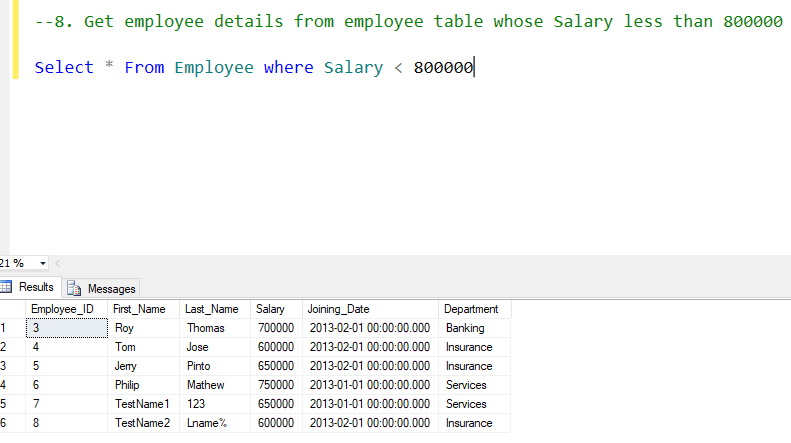 --8. Get employee details from employee table whose Salary less than 800000
Select * From Employee where Salary < 800000
21 %
Results Messages
Employee_ID First_Name Last_Name Salary Joining_Date Department
1 3 Roy Thomas 700000 2013-02-01 00:00:00.000 Banking
2 4 Tom Jose 600000 2013-02-01 00:00:00.000 Insurance
3 5 Jerry Pinto 650000 2013-02-01 00:00:00.000 Insurance
4 6 Philip Mathew 750000 2013-01-01 00:00:00.000 Services
5 7 TestName1 123 650000 2013-01-01 00:00:00.000 Services
6 8 TestName2 Lname% 600000 2013-02-01 00:00:00.000 Insurance